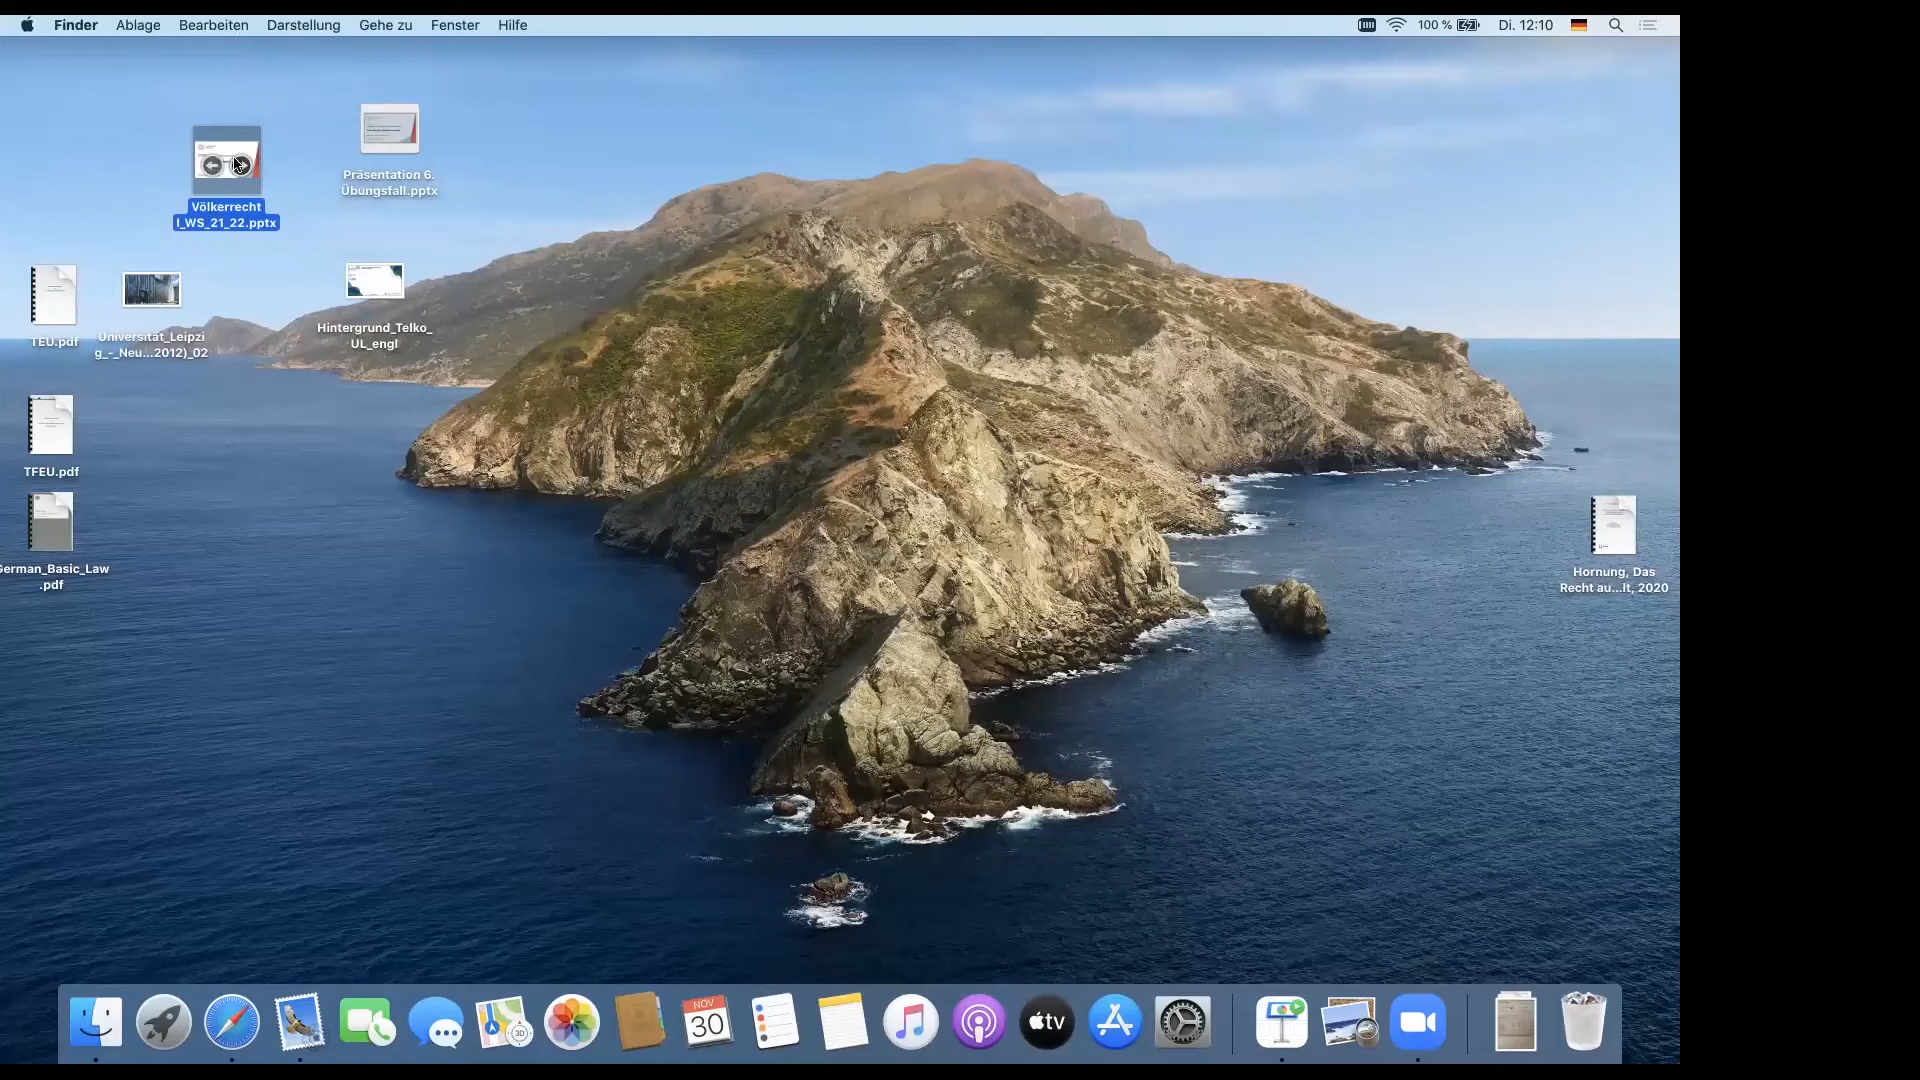 Finder Ablage Bearbeiten Darstellung Gehe zu Fenster Hilfe
100 % Di. 12:10
Völkerrecht
I_WS_21_22.pptx
Präsentation 6.
Übungsfall.pptx
TEU.pdf
Universität_Leipzi
g_-_Neu...2012)_02
Hintergrund_Telko_
UL_engl
TFEU.pdf
German_Basic_Law
.pdf
Hornung, Das
Recht au...lt, 2020
NOV
30
3D
tv